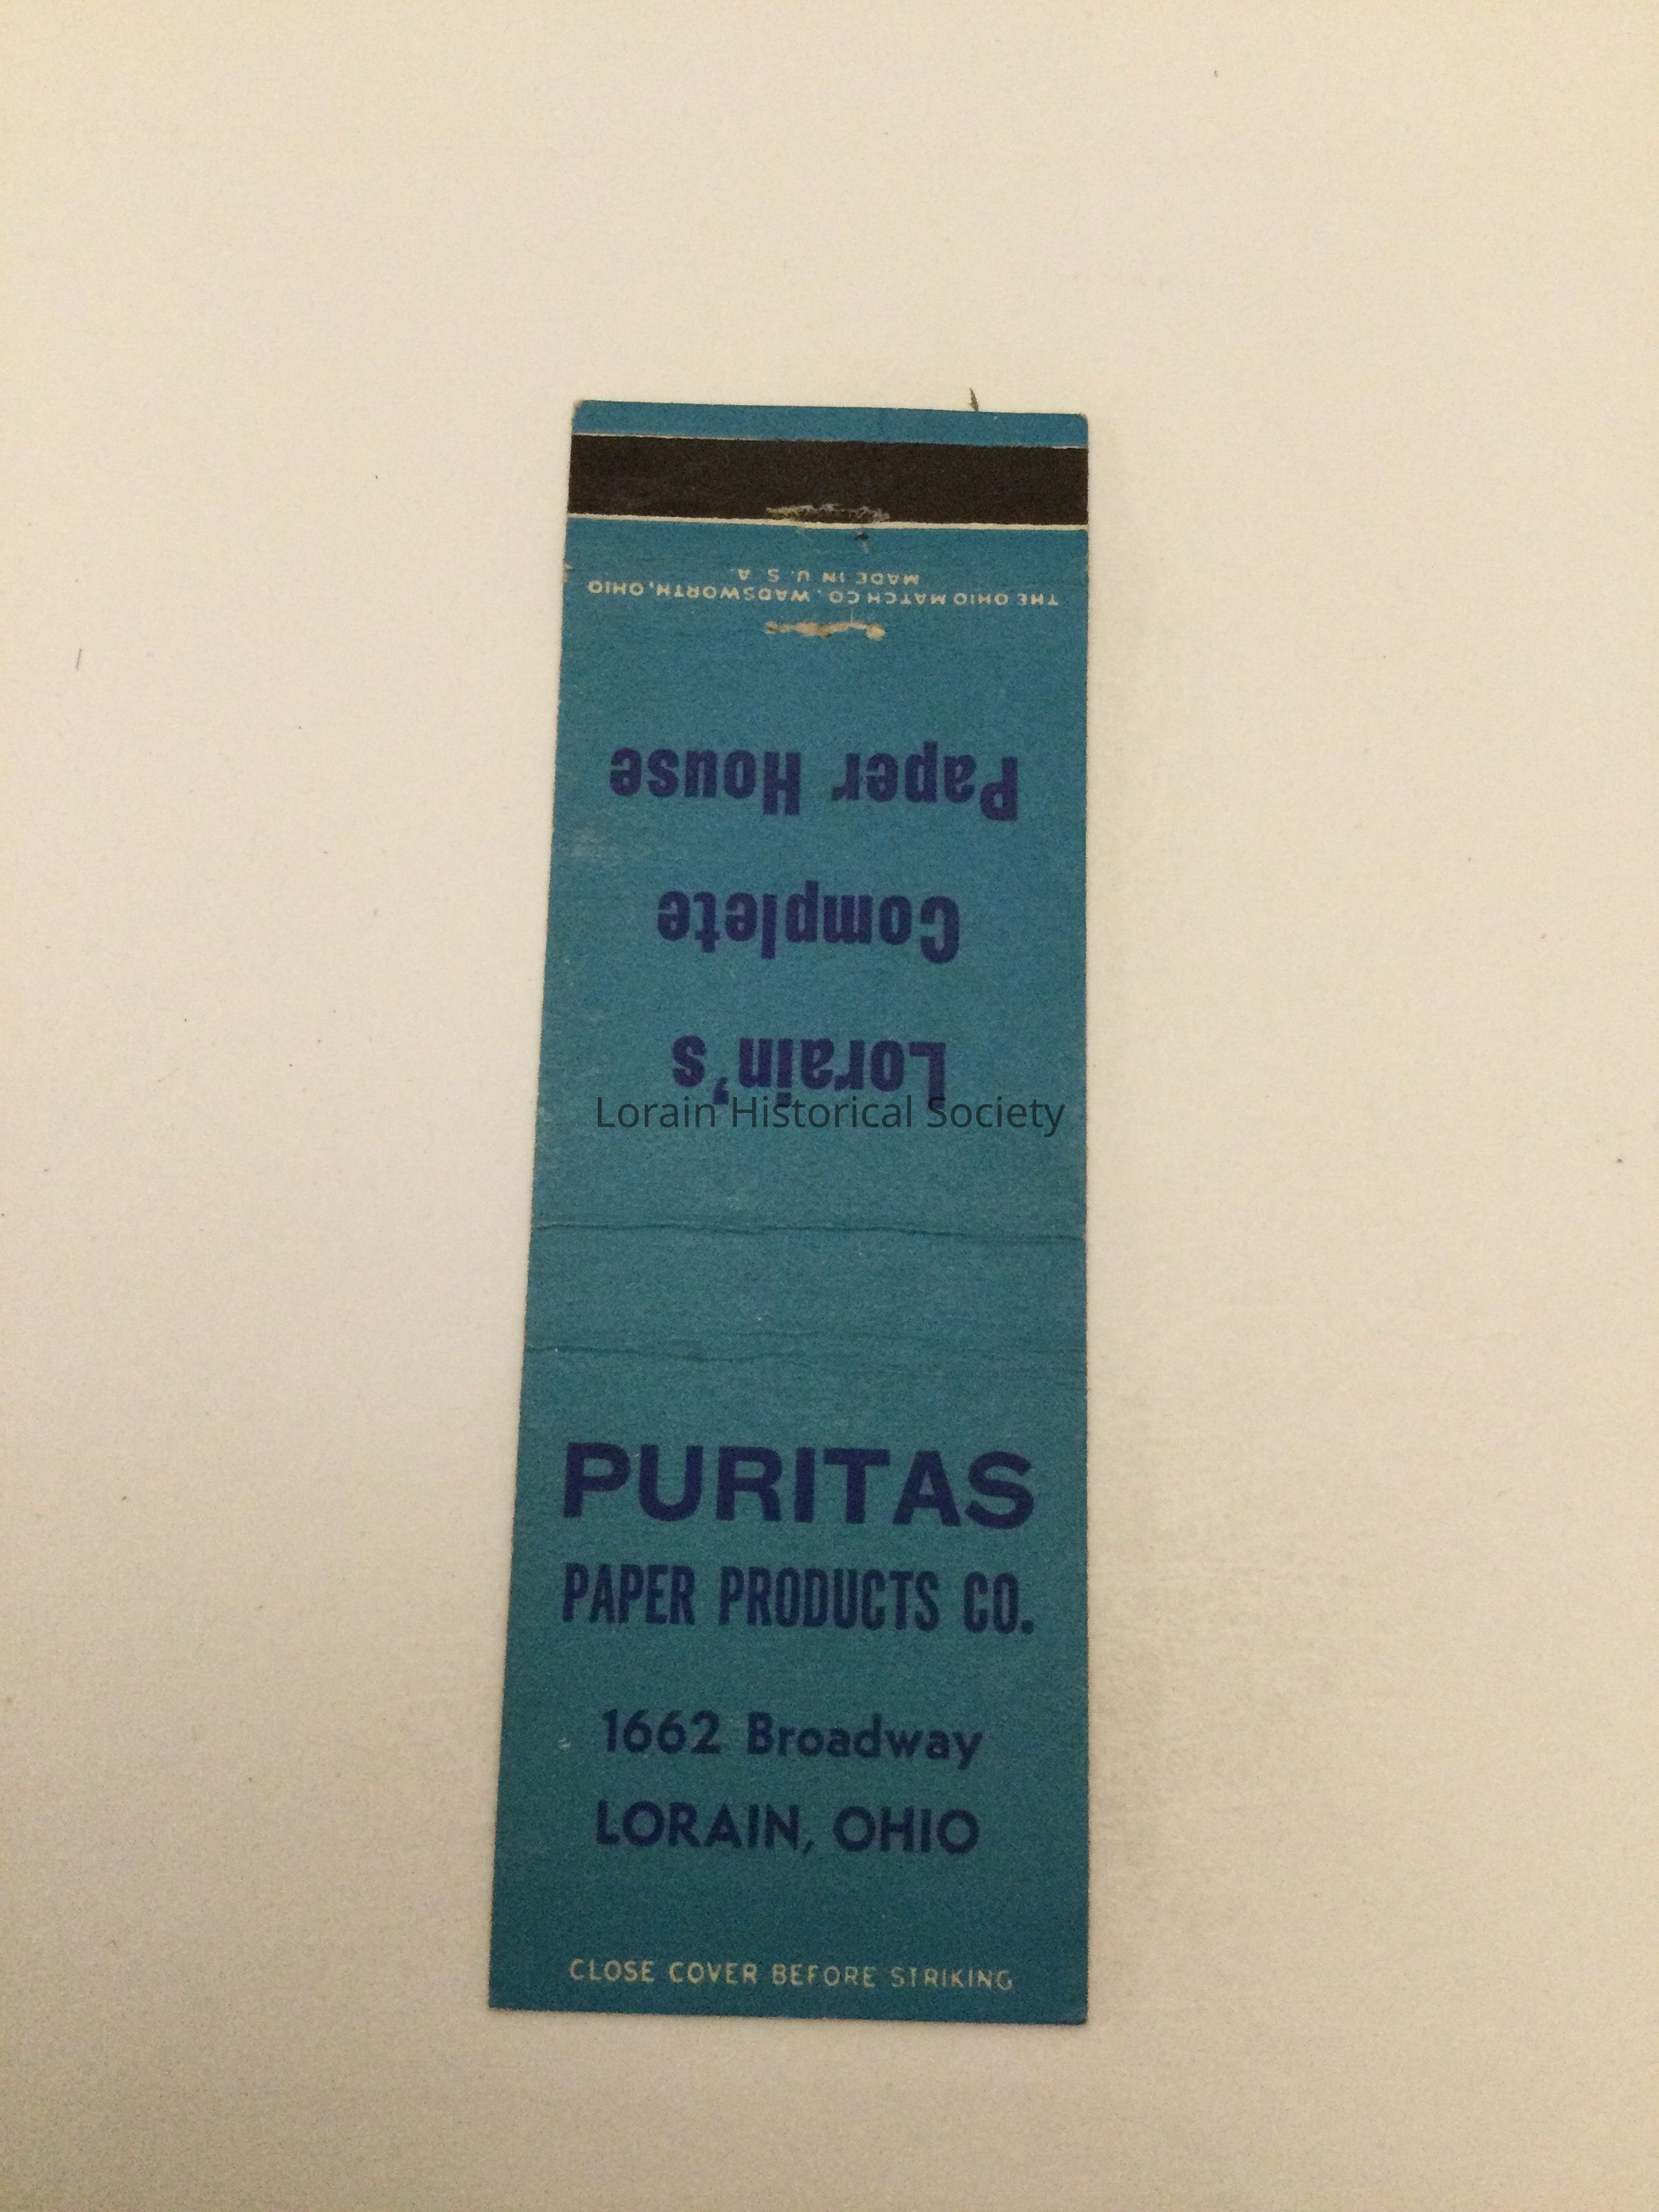 THE OHIO MATCH CO. WADSWORTH, OHIO
MADE IN U. S. A.
Lorain's
Complete
Paper House
Lorain Historical Society
PURITAS
PAPER PRODUCTS CO.
1662 Broadway
LORAIN, OHIO
CLOSE COVER BEFORE STRIKING